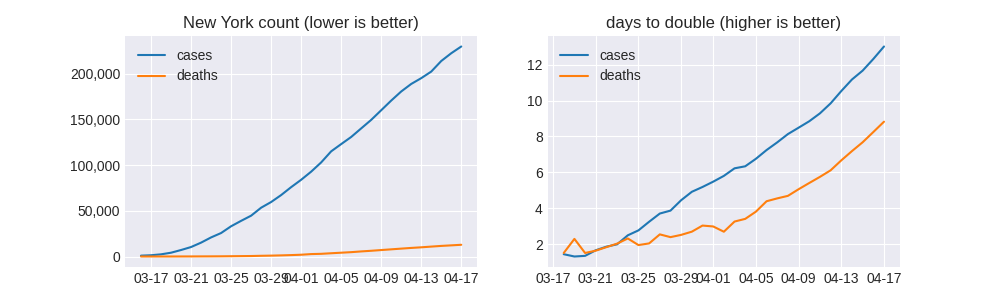 New York count (lower is better)
cases
deaths
200,000
150,000
100,000
50,000
0
03-17 03-21 03-25 03-29 04-01 04-05 04-09 04-13 04-17
days to double (higher is better)
cases
deaths
12
10
8
6
4
2
03-17 03-21 03-25 03-29 04-01 04-05 04-09 04-13 04-17